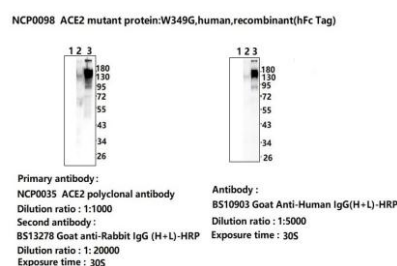 NCP0098 ACE2 mutant protein:W349G,human,recombinant(hFc Tag)
1 2 3
180
130
95
72
55
43
34
26
1 2 3
180
130
95
72
55
43
34
26
Primary antibody :
NCP0035 ACE2 polyclonal antibody
Dilution ratio : 1:1000
Second antibody :
BS13278 Goat anti-Rabbit IgG (H+L)-HRP
Dilution ratio : 1: 20000
Exposure time : 30S
Antibody :
BS10903 Goat Anti-Human IgG(H+L)-HRP
Dilution ratio : 1:5000
Exposure time : 30S